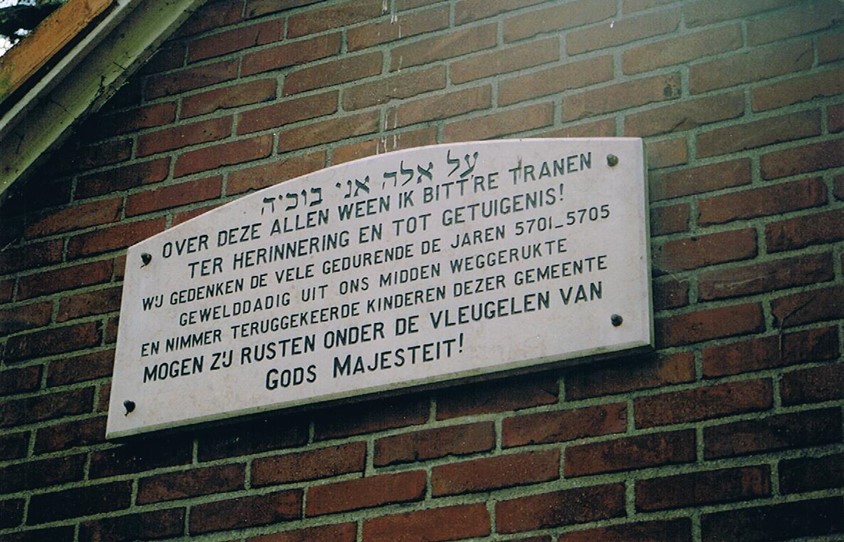 על אלה אני בוכיה
OVER DEZE ALLEN WEEN IK BITT'RE TRANEN
TER HERINNERING EN TOT GETUIGENIS!
WIJ GEDENKEN DE VELE GEDURENDE DE JAREN 5701_5705
GEWELDDADIG UIT ONS MIDDEN WEGGERUKTE
EN NIMMER TERUGGEKEERDE KINDEREN DEZER GEMEENTE
MOGEN ZIJ RUSTEN ONDER DE VLEUGELEN VAN
GODS MAJESTEIT!